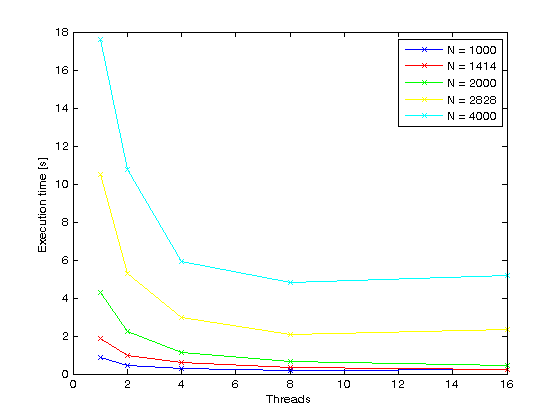 18
16
14
12
10
8
6
4
2
0
Execution time [s]
0 2 4 6 8 10 12 14 16
Threads
N = 1000
N = 1414
N = 2000
N = 2828
N = 4000